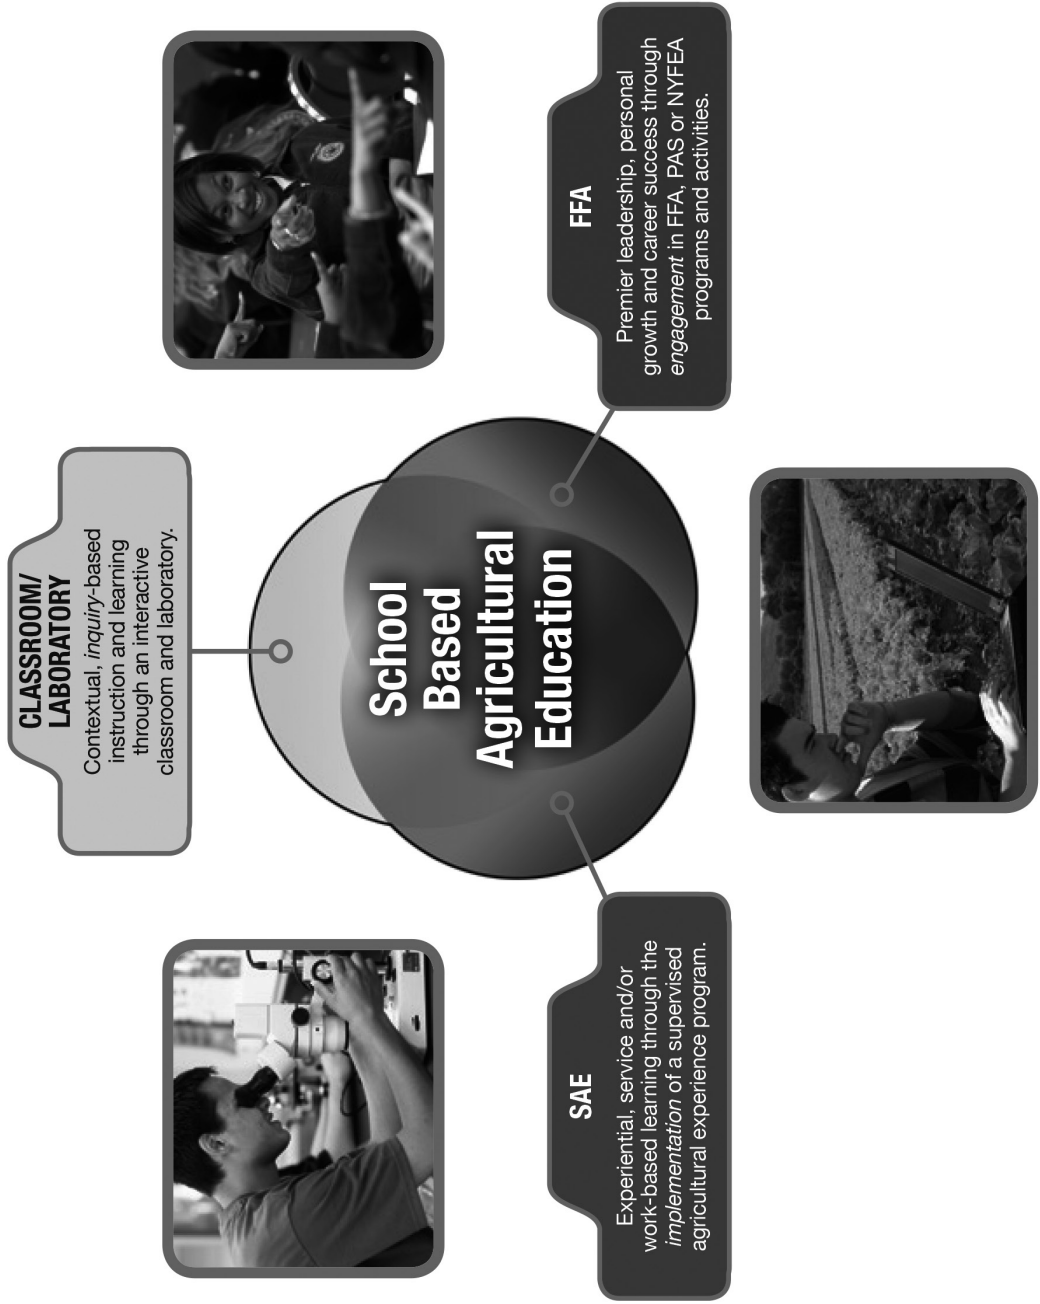 CLASSROOM/
LABORATORY
Contextual, inquiry-based
instruction and learning
through an interactive
classroom and laboratory.
School
Based
Agricultural
Education
SAE
Experiential, service and/or
work-based learning through the
implementation of a supervised
agricultural experience program.
FFA
Premier leadership, personal
growth and career success through
engagement in FFA, PAS or NYFEA
programs and activities.